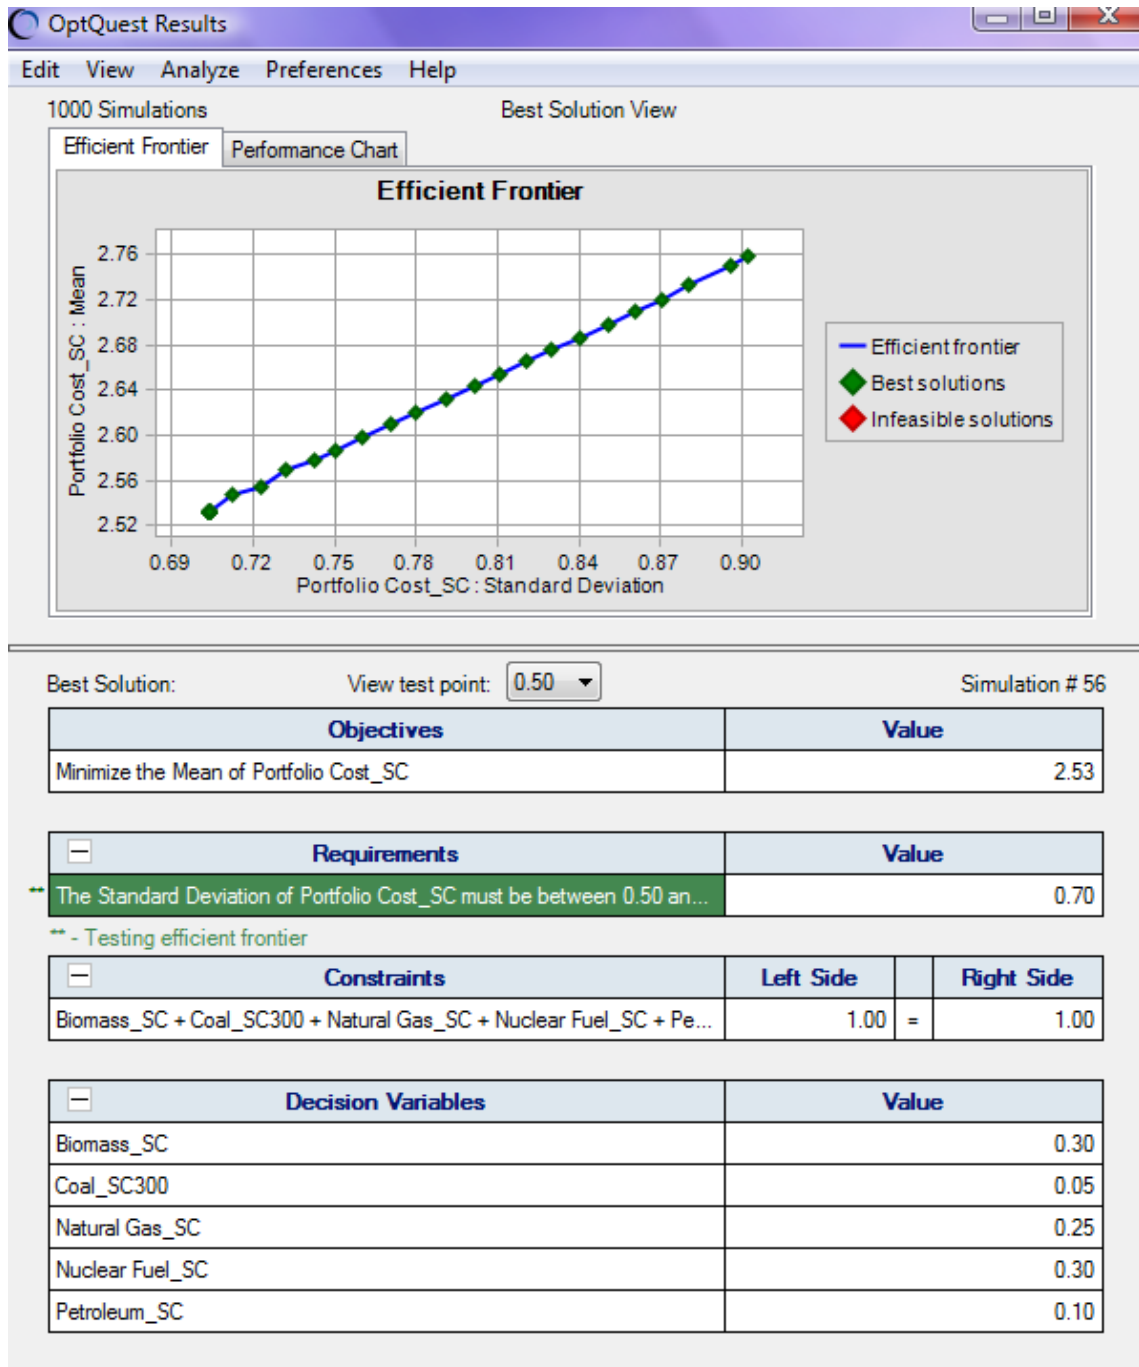 OptQuest Results
Edit View Analyze Preferences Help
1000 Simulations Best Solution View
Efficient Frontier Performance Chart
Efficient Frontier
Portfolio Cost_SC : Mean
2.76
2.72
2.68
2.64
2.60
2.56
2.52
0.69 0.72 0.75 0.78 0.81 0.84 0.87 0.90
Portfolio Cost_SC : Standard Deviation
Efficient frontier
Best solutions
Infeasible solutions
Best Solution: View test point: 0.50 Simulation # 56
Objectives Value
Minimize the Mean of Portfolio Cost_SC 2.53
Requirements Value
** The Standard Deviation of Portfolio Cost_SC must be between 0.50 an... 0.70
** - Testing efficient frontier
Constraints Left Side Right Side
Biomass_SC + Coal_SC300 + Natural Gas_SC + Nuclear Fuel_SC + Pe... 1.00 = 1.00
Decision Variables Value
Biomass_SC 0.30
Coal_SC300 0.05
Natural Gas_SC 0.25
Nuclear Fuel_SC 0.30
Petroleum_SC 0.10